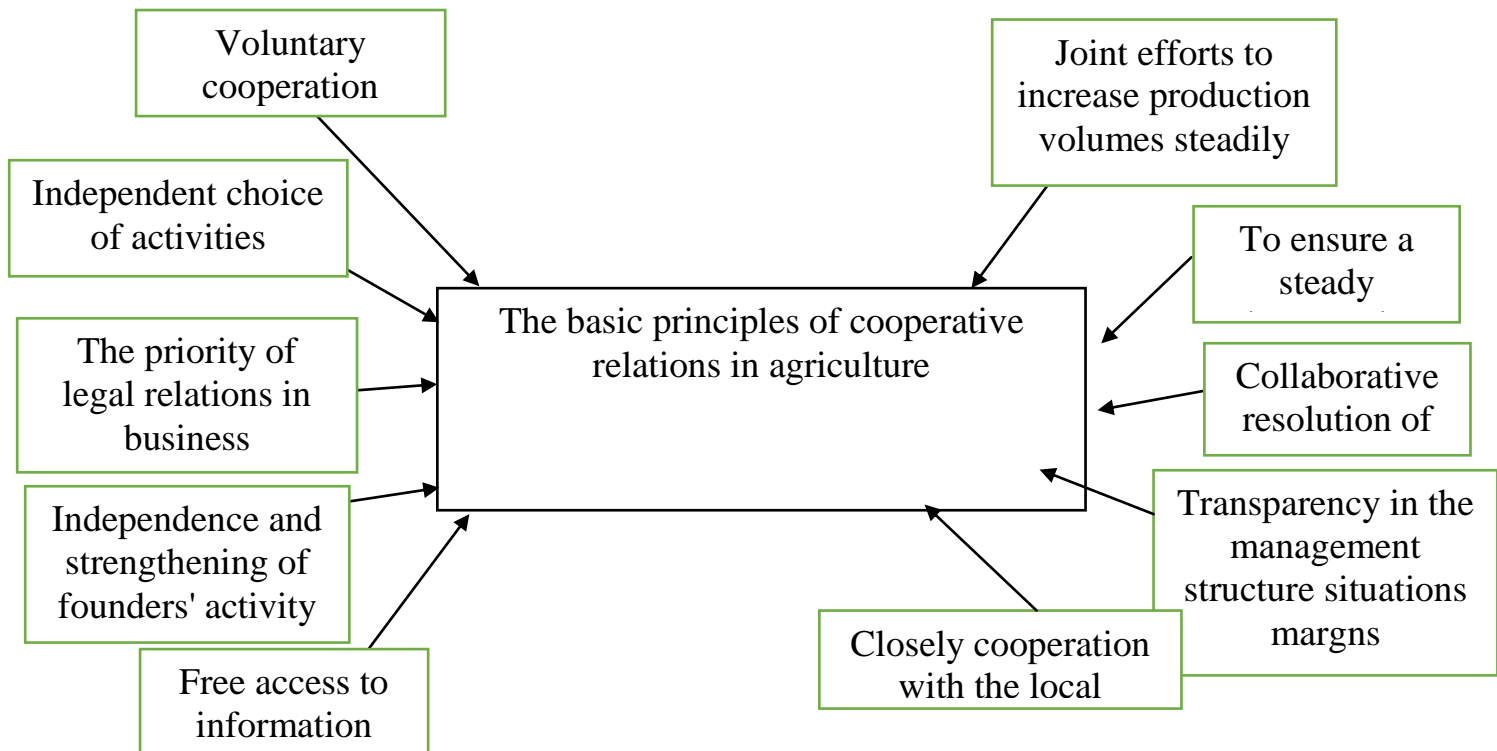 Voluntary
cooperation
Joint efforts to
increase production
volumes steadily
Independent choice
of activities
To ensure a
steady
The basic principles of cooperative
relations in agriculture
The priority of
legal relations in
business
Collaborative
resolution of
Independence and
strengthening of
founders' activity
Transparency in the
management
structure situations
margns
Closely cooperation
with the local
Free access to
information